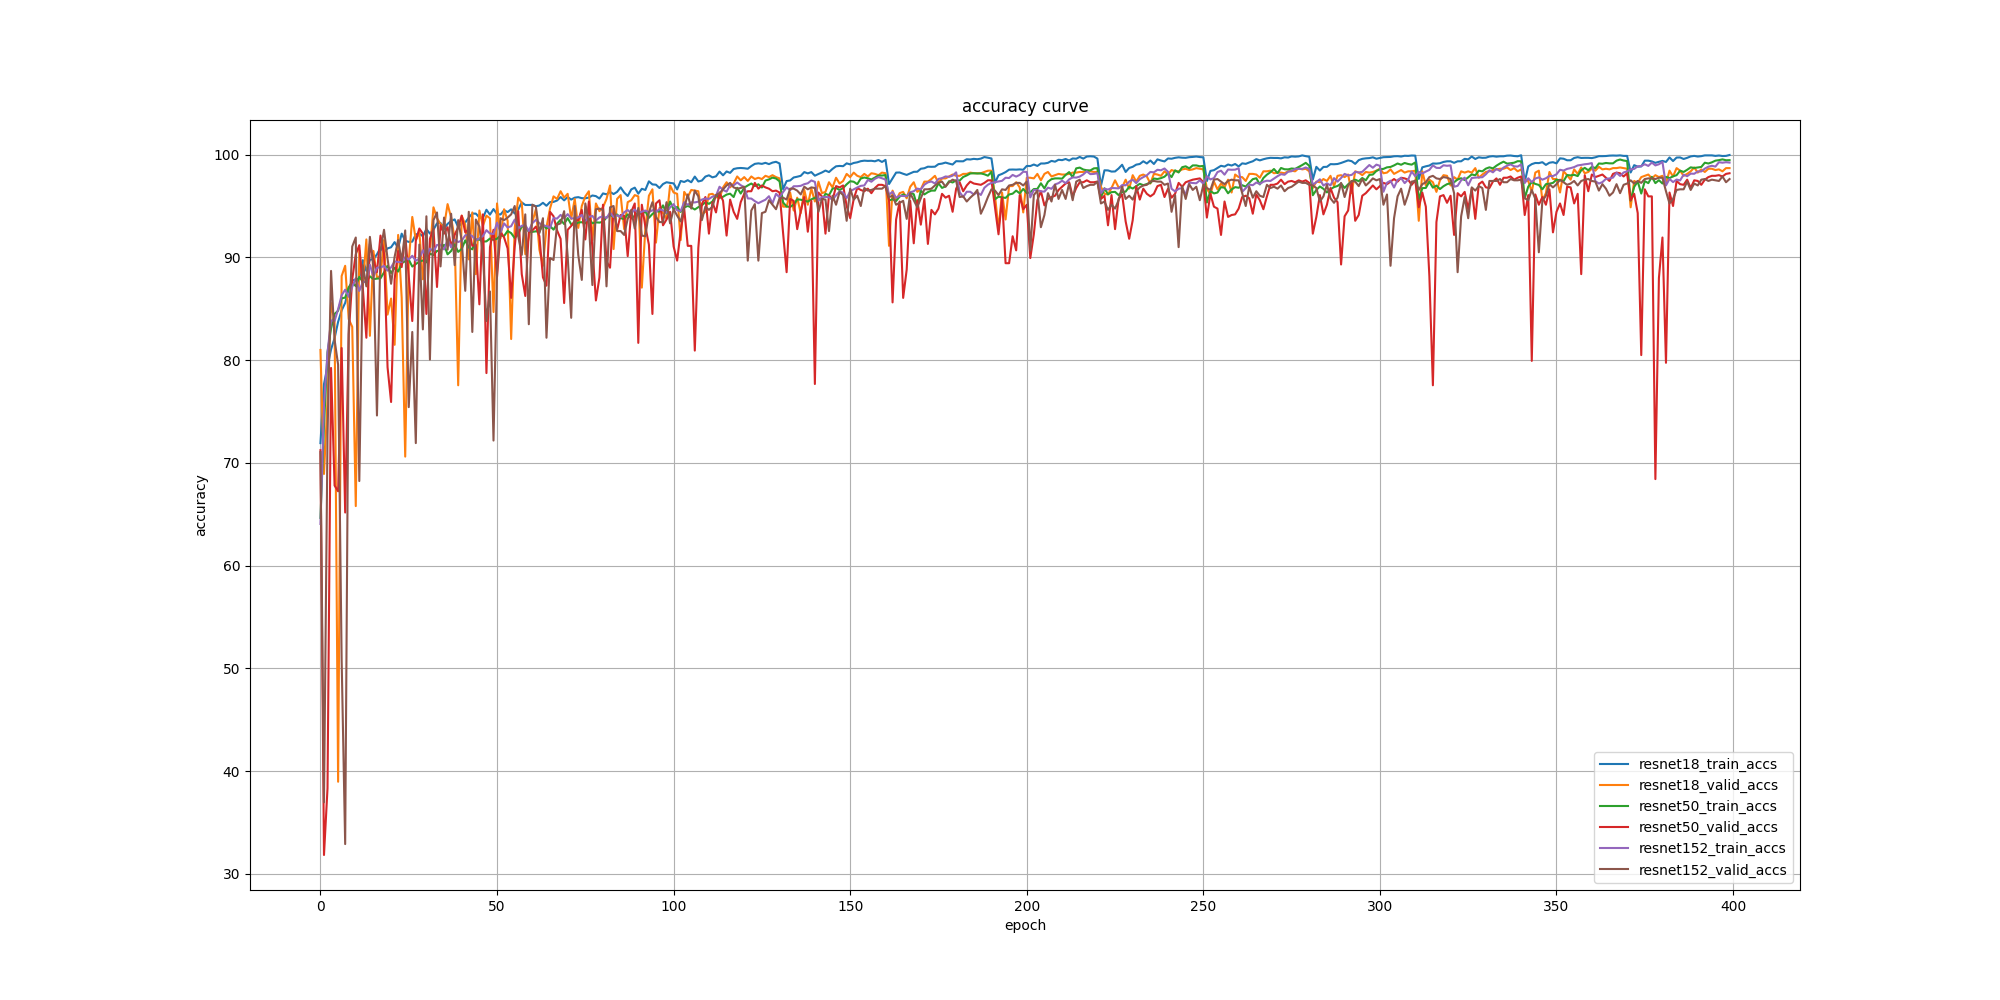 accuracy curve
100
90
80
70
60
50
40
30
accuracy
0
50
100
150
200
250
300
350
400
epoch
resnet18_train_accs
resnet18_valid_accs
resnet50_train_accs
resnet50_valid_accs
resnet152_train_accs
resnet152_valid_accs